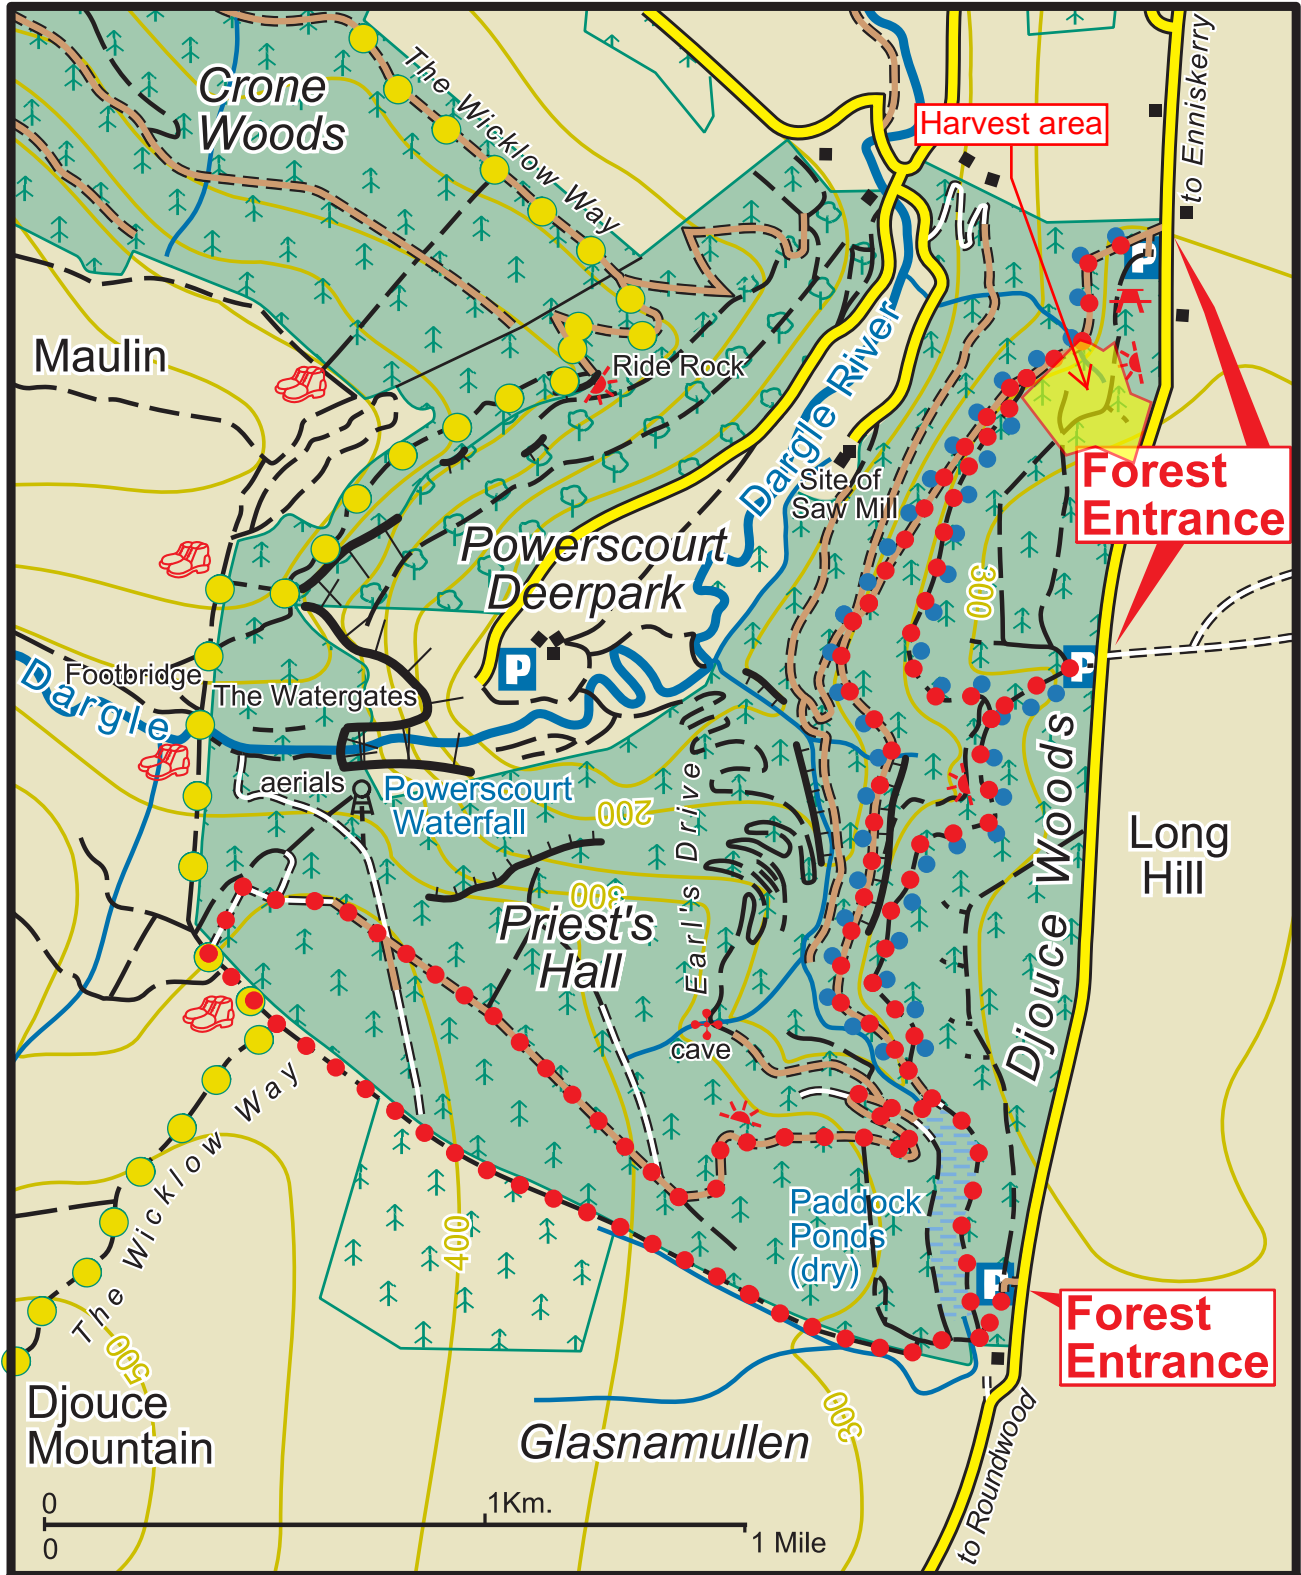 Crone
Woods
The Wicklow Way
Harvest area
to Enniskerry
P
Maulin
Ride Rock
Dargle River
Forest
Entrance
Site of
Saw Mill
Powerscourt
Deerpark
300
P
P
Footbridge
Dargle
The Watergates
aerials
Powerscourt
Waterfall
200
Earl's Drive
Djouce Woods
Long
Hill
300
Priest's
Hall
cave
The Wicklow Way
400
Paddock
Ponds
(dry)
P
Forest
Entrance
500
Djouce
Mountain
300
Glasnamullen
to Roundwood
0
1Km.
0
1 Mile